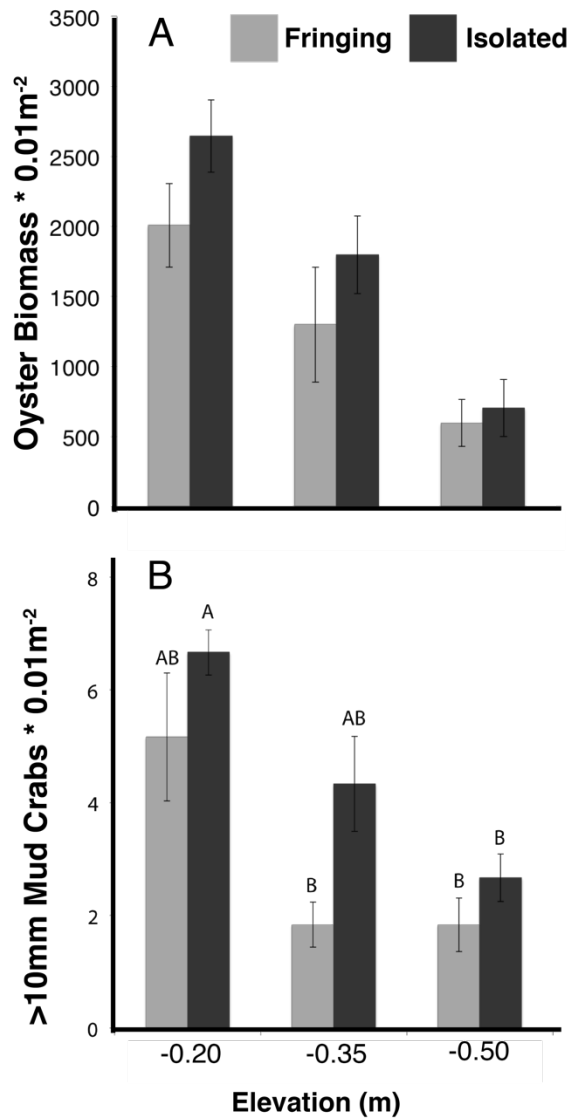 A
Fringing
Isolated
Oyster Biomass * 0.01m-2
3500
3000
2500
2000
1500
1000
500
0
B
>10mm Mud Crabs * 0.01m-2
8
6
4
2
0
AB
A
B
AB
B
B
-0.20
-0.35
-0.50
Elevation (m)